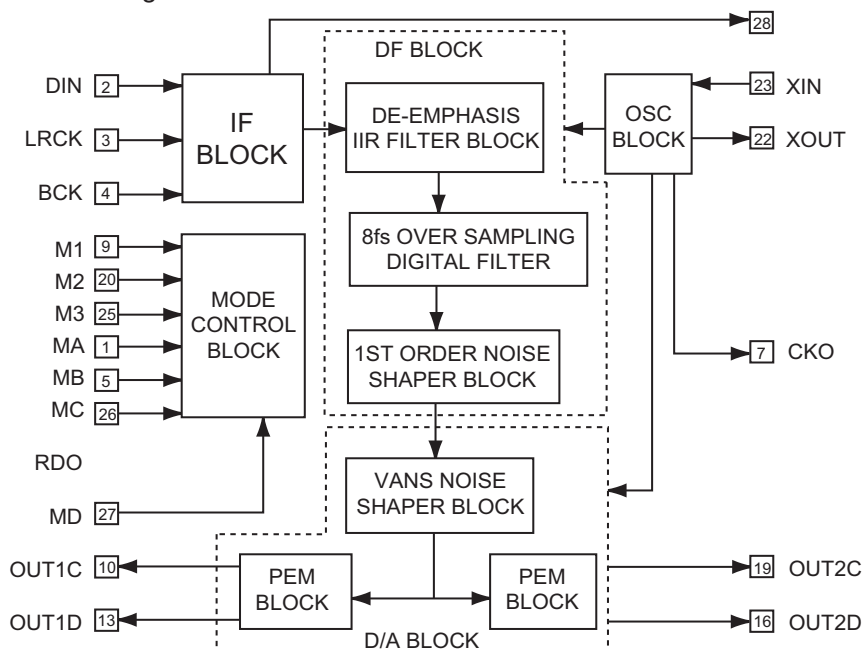 28
DF BLOCK
DIN 2
23 XIN
DE-EMPHASIS
IIR FILTER BLOCK
OSC
BLOCK
IF
BLOCK
LRCK 3
22 XOUT
BCK 4
8fs OVER SAMPLING
DIGITAL FILTER
M1 9
M2 20
M3 25
MA 1
MB 5
MC 26
MODE
CONTROL
BLOCK
1ST ORDER NOISE
SHAPER BLOCK
7 CKO
RDO
MD 27
VANS NOISE
SHAPER BLOCK
OUT1C 10
PEM
BLOCK
PEM
BLOCK
19 OUT2C
OUT1D 13
16 OUT2D
D/A BLOCK